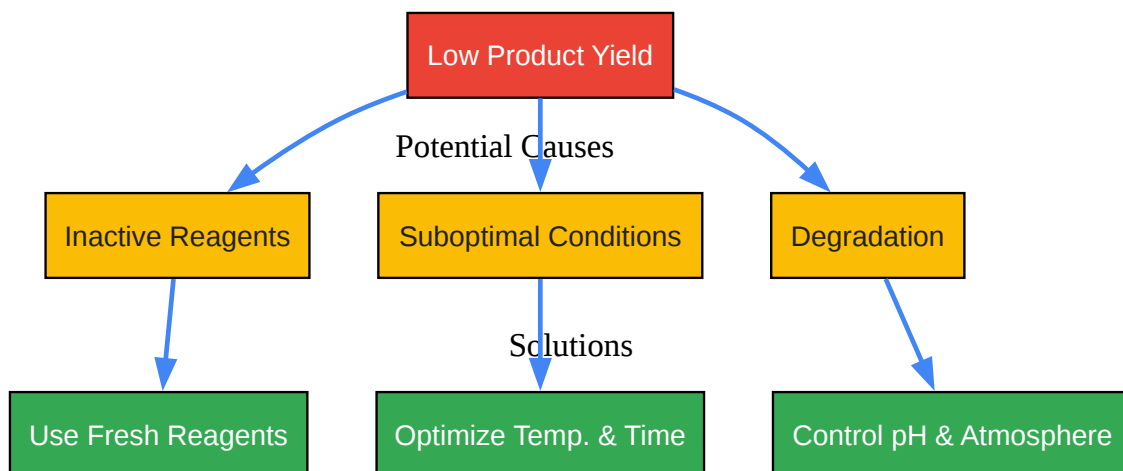 Low Product Yield
Potential Causes
Inactive Reagents
Suboptimal Conditions
Degradation
Solutions
Use Fresh Reagents
Optimize Temp. & Time
Control pH & Atmosphere